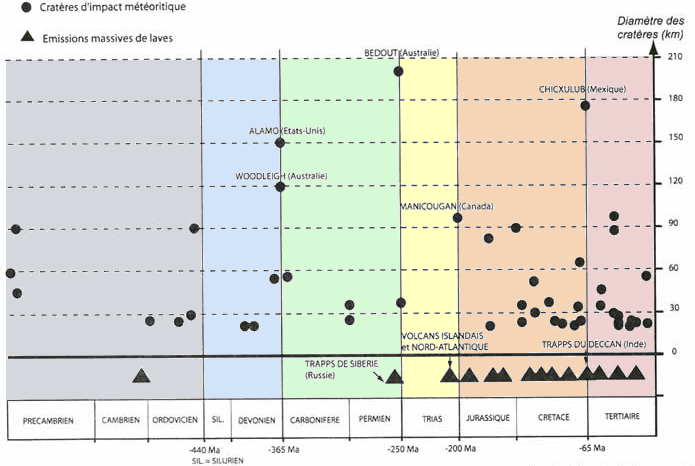 Cratères d'impact météoritique
Emissions massives de laves
Diamètre des
cratères (km)
BEDOUT (Australie)
210
CHICXULUB (Mexique)
180
ALAMO (Etats-Unis)
150
WOODLEIGH (Australie)
120
MANICOUGAN (Canada)
90
60
30
VOLCANS ISLANDAIS
et NORD-ATLANTIQUE
TRAPPS DU DECCAN (Inde)
0
TRAPPS DE SIBERIE
(Russie)
PRECAMBRIEN
CAMBRIEN
ORDOVICIEN
SIL.
DEVONIEN
CARBONIFERE
PERMIEN
TRIAS
JURASSIQUE
CRETACE
TERTIAIRE
-440 Ma
-365 Ma
-250 Ma
-200 Ma
-65 Ma
SIL. = SILURIEN